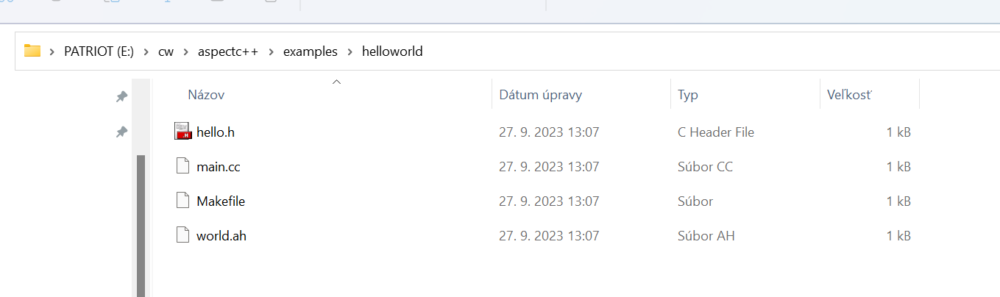 PATRIOT (E:) > cw > aspectc++ > examples > helloworld
Názov Dátum úpravy Typ Veľkosť
hello.h 27. 9. 2023 13:07 C Header File 1 kB
main.cc 27. 9. 2023 13:07 Súbor CC 1 kB
Makefile 27. 9. 2023 13:07 Súbor 1 kB
world.ah 27. 9. 2023 13:07 Súbor AH 1 kB